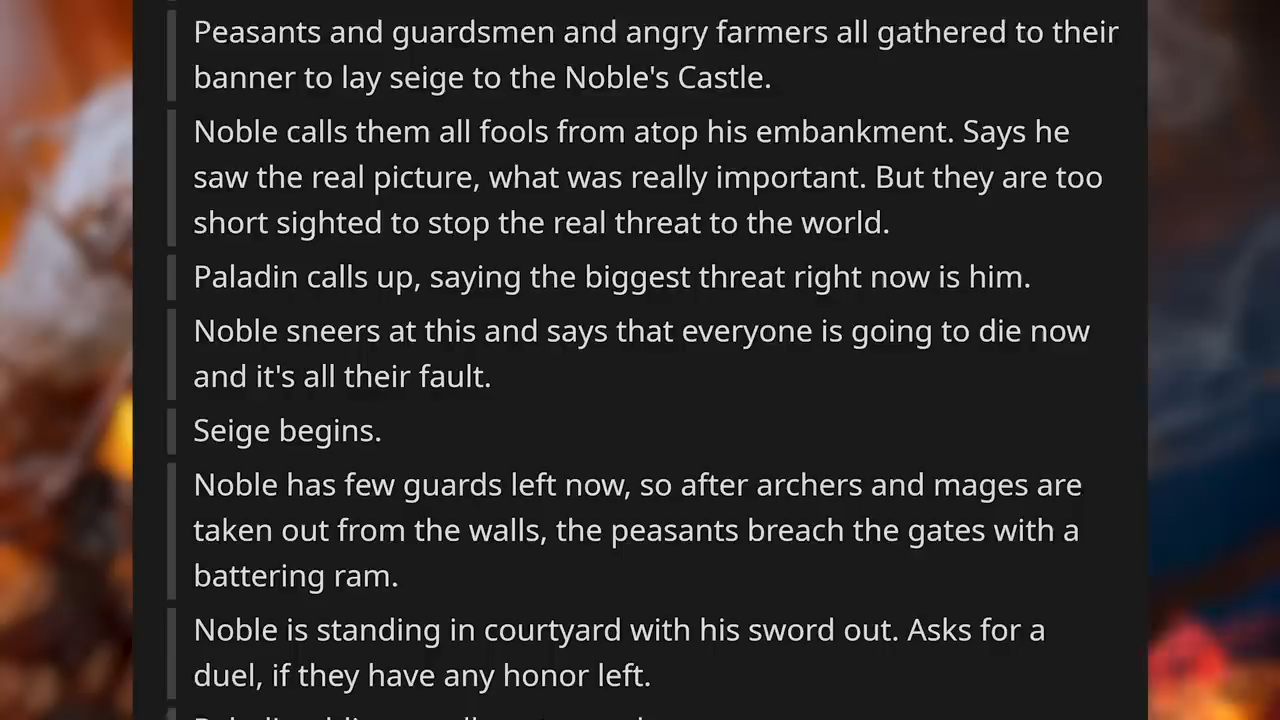 Peasants and guardsmen and angry farmers all gathered to their
banner to lay seige to the Noble's Castle.
Noble calls them all fools from atop his embankment. Says he
saw the real picture, what was really important. But they are too
short sighted to stop the real threat to the world.
Paladin calls up, saying the biggest threat right now is him.
Noble sneers at this and says that everyone is going to die now
and it's all their fault.
Seige begins.
Noble has few guards left now, so after archers and mages are
taken out from the walls, the peasants breach the gates with a
battering ram.
Noble is standing in courtyard with his sword out. Asks for a
duel, if they have any honor left.